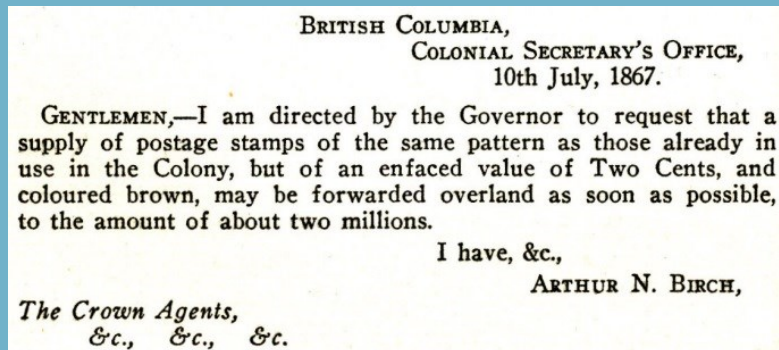 British Columbia,
Colonial Secretary's Office,
10th July, 1867.
Gentlemen,—I am directed by the Governor to request that a
supply of postage stamps of the same pattern as those already in
use in the Colony, but of an enfaced value of Two Cents, and
coloured brown, may be forwarded overland as soon as possible,
to the amount of about two millions.
I have, &c.,
Arthur N. Birch,
The Crown Agents,
&c., &c., &c.